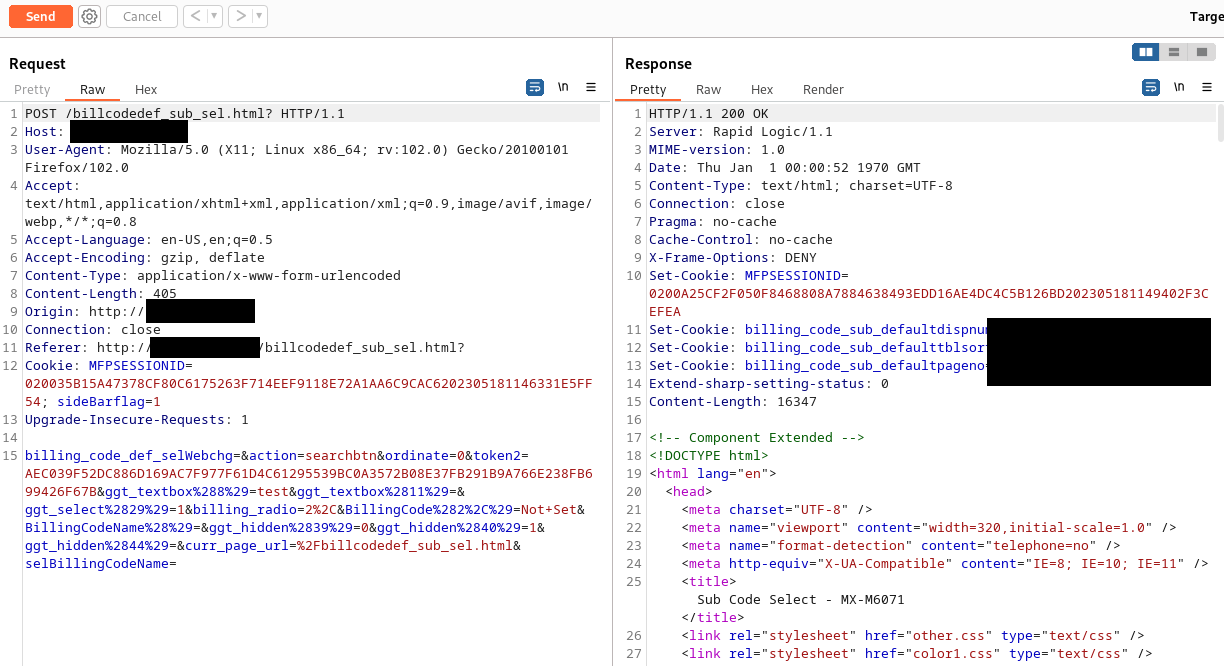 Send
Cancel
Targe
Request
Pretty Raw Hex
\n
1 POST /billcodedef_sub_sel.html? HTTP/1.1
2 Host:
3 User-Agent: Mozilla/5.0 (X11; Linux x86_64; rv:102.0) Gecko/20100101
Firefox/102.0
4 Accept:
text/html,application/xhtml+xml,application/xml;q=0.9,image/avif,image/
webp,*/*;q=0.8
5 Accept-Language: en-US,en;q=0.5
6 Accept-Encoding: gzip, deflate
7 Content-Type: application/x-www-form-urlencoded
8 Content-Length: 405
9 Origin: http://
10 Connection: close
11 Referer: http:// /billcodedef_sub_sel.html?
12 Cookie: MFPSESSIONID=
020035B15A47378CF80C6175263F714EEF9118E72A1AA6C9CAC6202305181146331E5FF
54; sideBarflag=1
13 Upgrade-Insecure-Requests: 1
14
15 billing_code_def_selWebchg=&action=searchbtn&ordinate=0&token2=
AEC039F52DC886D169AC7F977F61D4C61295539BC0A3572B08E37FB291B9A766E238FB6
699426F67B&ggt_textbox%288%29=test&ggt_textbox%2811%29=&
ggt_select%2829%29=1&billing_radio=2%2C&BillingCode%282%2C%29=Not+Set&
BillingCodeName%28%29=&ggt_hidden%2839%29=0&ggt_hidden%2840%29=1&
ggt_hidden%2844%29=&curr_page_url=%2Fbillcodedef_sub_sel.html&
selBillingCodeName=
Response
Pretty Raw Hex Render
\n
1 HTTP/1.1 200 OK
2 Server: Rapid Logic/1.1
3 MIME-version: 1.0
4 Date: Thu Jan  1 00:00:52 1970 GMT
5 Content-Type: text/html; charset=UTF-8
6 Connection: close
7 Pragma: no-cache
8 Cache-Control: no-cache
9 X-Frame-Options: DENY
10 Set-Cookie: MFPSESSIONID=
0200A25CF2F050F8468808A7884638493EDD16AE4DC4C5B126BD202305181149402F3C
EFEA
11 Set-Cookie: billing_code_sub_defaultdispnu
12 Set-Cookie: billing_code_sub_defaulttblsor
13 Set-Cookie: billing_code_sub_defaultpageno
14 Extend-sharp-setting-status: 0
15 Content-Length: 16347
16
17 <!-- Component Extended -->
18 <!DOCTYPE html>
19 <html lang="en">
20 <head>
21 <meta charset="UTF-8" />
22 <meta name="viewport" content="width=320,initial-scale=1.0" />
23 <meta name="format-detection" content="telephone=no" />
24 <meta http-equiv="X-UA-Compatible" content="IE=8; IE=10; IE=11" />
25 <title>
Sub Code Select - MX-M6071
</title>
26 <link rel="stylesheet" href="other.css" type="text/css" />
27 <link rel="stylesheet" href="color1.css" type="text/css" />